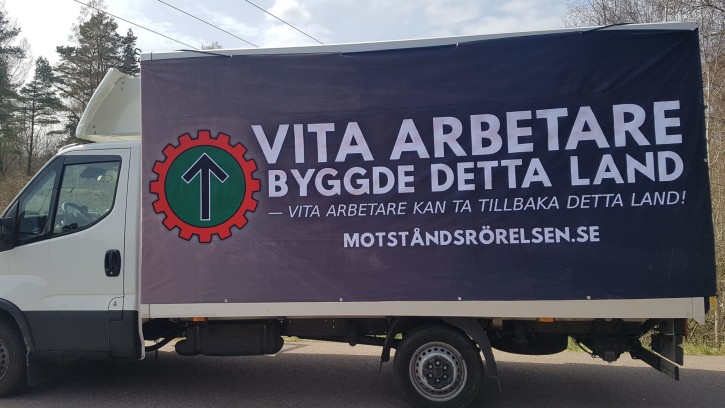 VITA ARBETARE
BYGGDE DETTA LAND
— VITA ARBETARE KAN TA TILLBAKA DETTA LAND!
MOTSTÅNDSRÖRELSEN.SE